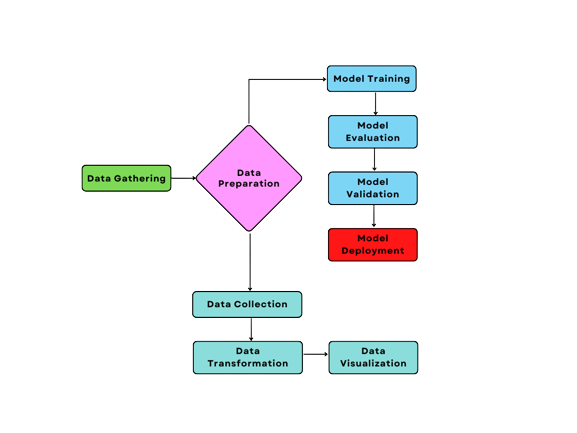 Model Training
Model
Evaluation
Data Gathering
Data
Preparation
Model
Validation
Model
Deployment
Data Collection
Data
Transformation
Data
Visualization